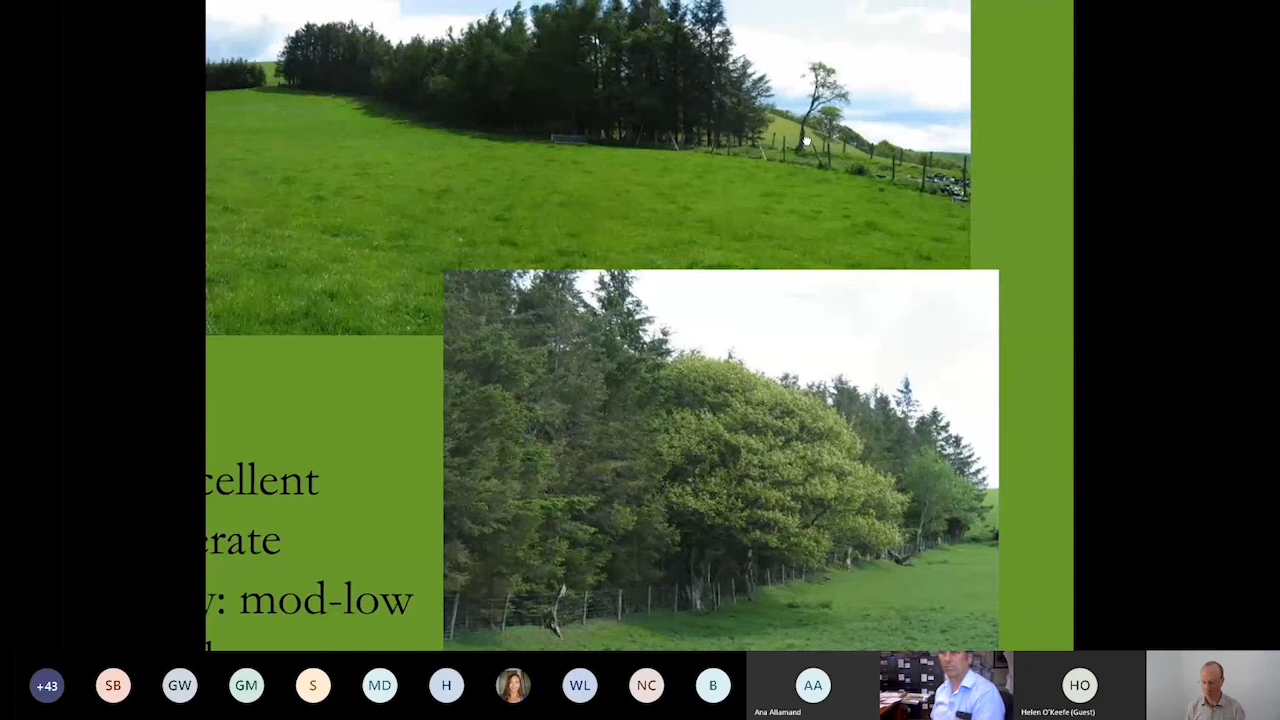 cellent
erate
y: mod-low
+43
SB
GW
GM
S
MD
H
WL
NC
B
AA
HO
Ana Allamand
Helen O'Keefe (Guest)